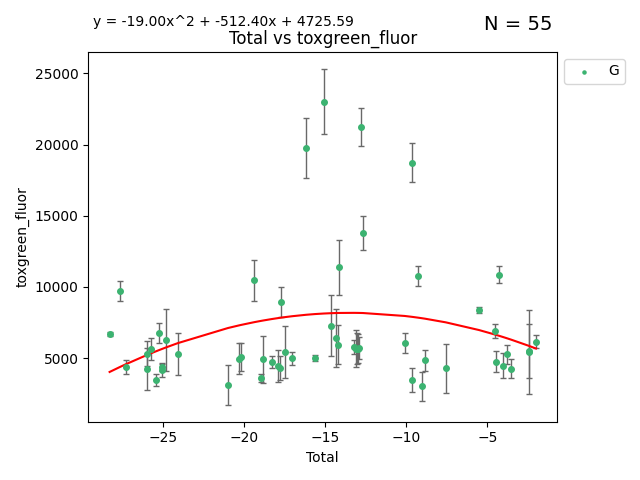 y = -19.00x^2 + -512.40x + 4725.59
N = 55
Total vs toxgreen_fluor
G
25000
20000
15000
10000
5000
toxgreen_fluor
−25
−20
−15
−10
−5
Total